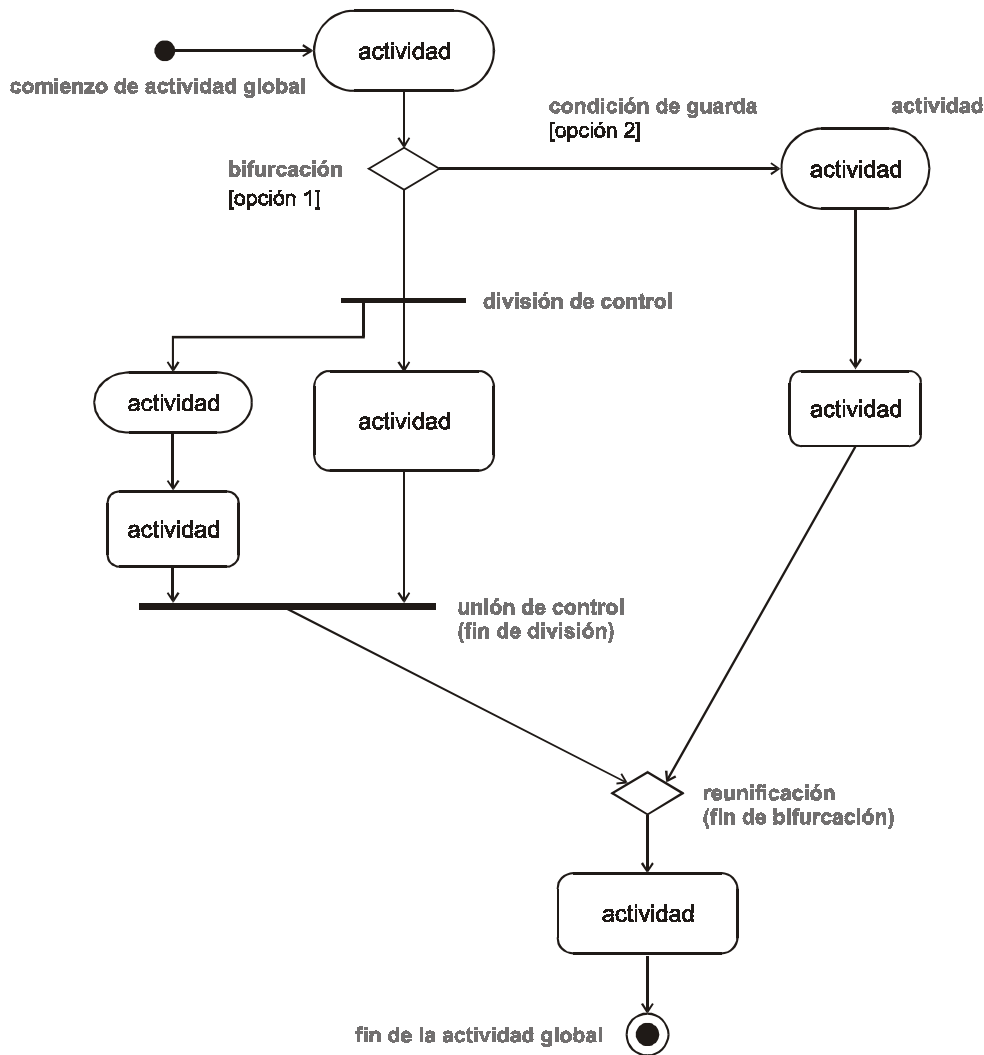 actividad
comienzo de actividad global
condición de guarda
[opción 2]
actividad
bifurcación
[opción 1]
actividad
división de control
actividad
actividad
actividad
actividad
unión de control
(fin de división)
reunificación
(fin de bifurcación)
actividad
fin de la actividad global